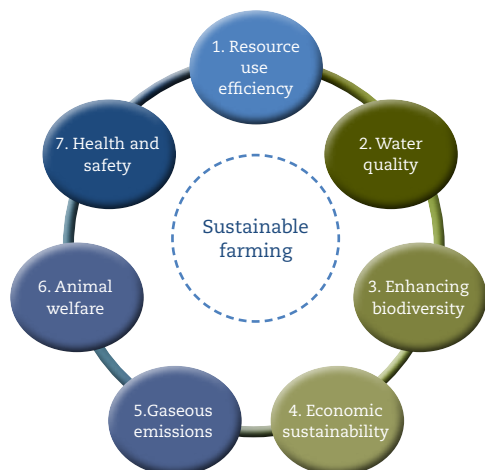 1. Resource
use
efficiency
2. Water
quality
3. Enhancing
biodiversity
4. Economic
sustainability
5.Gaseous
emissions
6. Animal
welfare
7. Health and
safety
Sustainable
farming